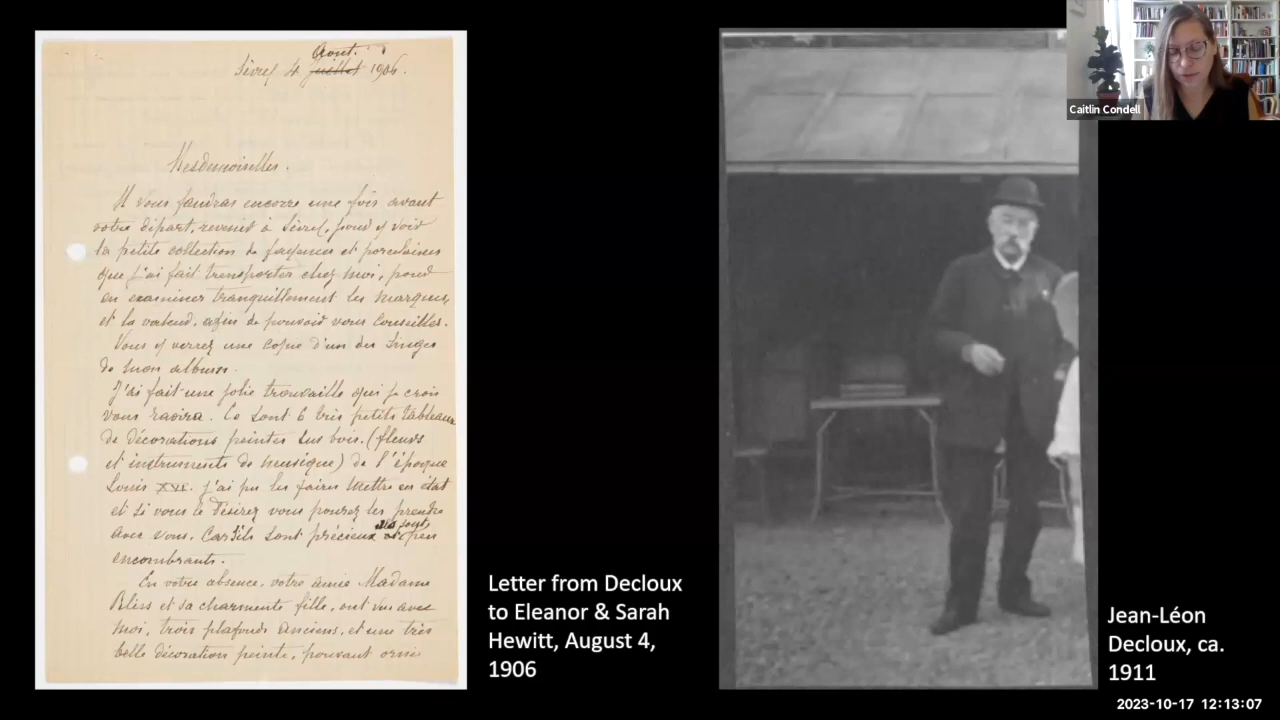 Aout.
Sèvres 4 juillet 1906.
Mesdemoiselles.
Il vous faudras encorre une fois avant
votre départ, revenir à Sèvres, pour y voir
la petite collection de fayence et porcelaines
que j'ai fait transporter chez moi, pour
en examiner tranquillement les marques,
et la valeur, afin de pouvoir vous conseiller.
Vous y verrez une copie d'un des singes
de mon album.
J'ai fait une jolie trouvaille qui je crois
vous ravira. Ce sont 6 très petits tableaux
de décorations peintes sur bois. (fleurs
et instruments de musique) de l'époque
Louis XVI. j'ai pu les faire mettre en état
et si vous le désirez vous pourrez les prendre
avec vous. Car ils sont précieux et peu
encombrants.
En votre absence, votre amie Madame
Bliss et sa charmente fille, ont vus avec
moi, trois plafonds anciens, et une très
belle décoration peinte, pouvant orner
Letter from Decloux
to Eleanor & Sarah
Hewitt, August 4,
1906
Jean-Léon
Decloux, ca.
1911
Caitlin Condell
2023-10-17 12:13:07